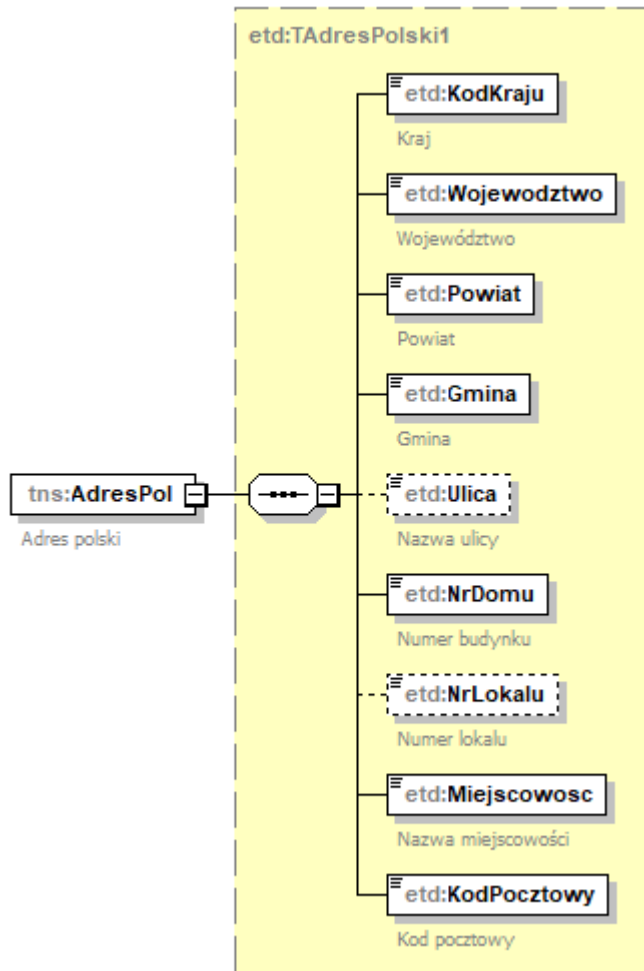 etd:TAdresPolski1
etd:KodKraju
Kraj
etd:Wojewodztwo
Województwo
etd:Powiat
Powiat
etd:Gmina
Gmina
tns:AdresPol
Adres polski
etd:Ulica
Nazwa ulicy
etd:NrDomu
Numer budynku
etd:NrLokalu
Numer lokalu
etd:Miejscowosc
Nazwa miejscowości
etd:KodPocztowy
Kod pocztowy